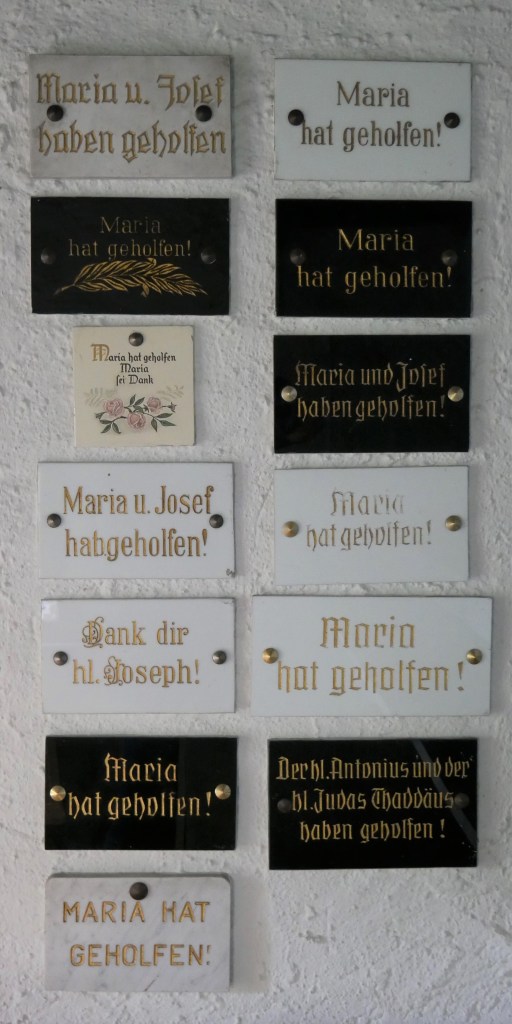 Maria u. Josef
haben geholfen
Maria
hat geholfen!
Maria
hat geholfen!
Maria
hat geholfen!
Maria hat geholfen
Maria
sei Dank
Maria und Josef
haben geholfen!
Maria u. Josef
habgeholfen!
Maria
hat geholfen!
Dank dir
hl. Joseph!
Maria
hat geholfen!
Maria
hat geholfen!
Der hl. Antonius und der
hl. Judas Thaddäus
haben geholfen!
MARIA HAT
GEHOLFEN!